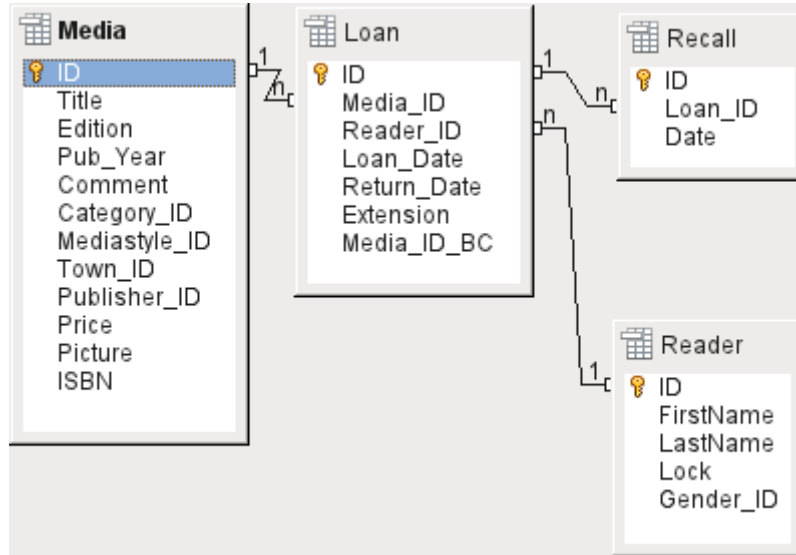 Media
ID
Title
Edition
Pub_Year
Comment
Category_ID
Mediastyle_ID
Town_ID
Publisher_ID
Price
Picture
ISBN
1
n
Loan
ID
Media_ID
Reader_ID
Loan_Date
Return_Date
Extension
Media_ID_BC
1
n
n
1
Recall
ID
Loan_ID
Date
Reader
ID
FirstName
LastName
Lock
Gender_ID